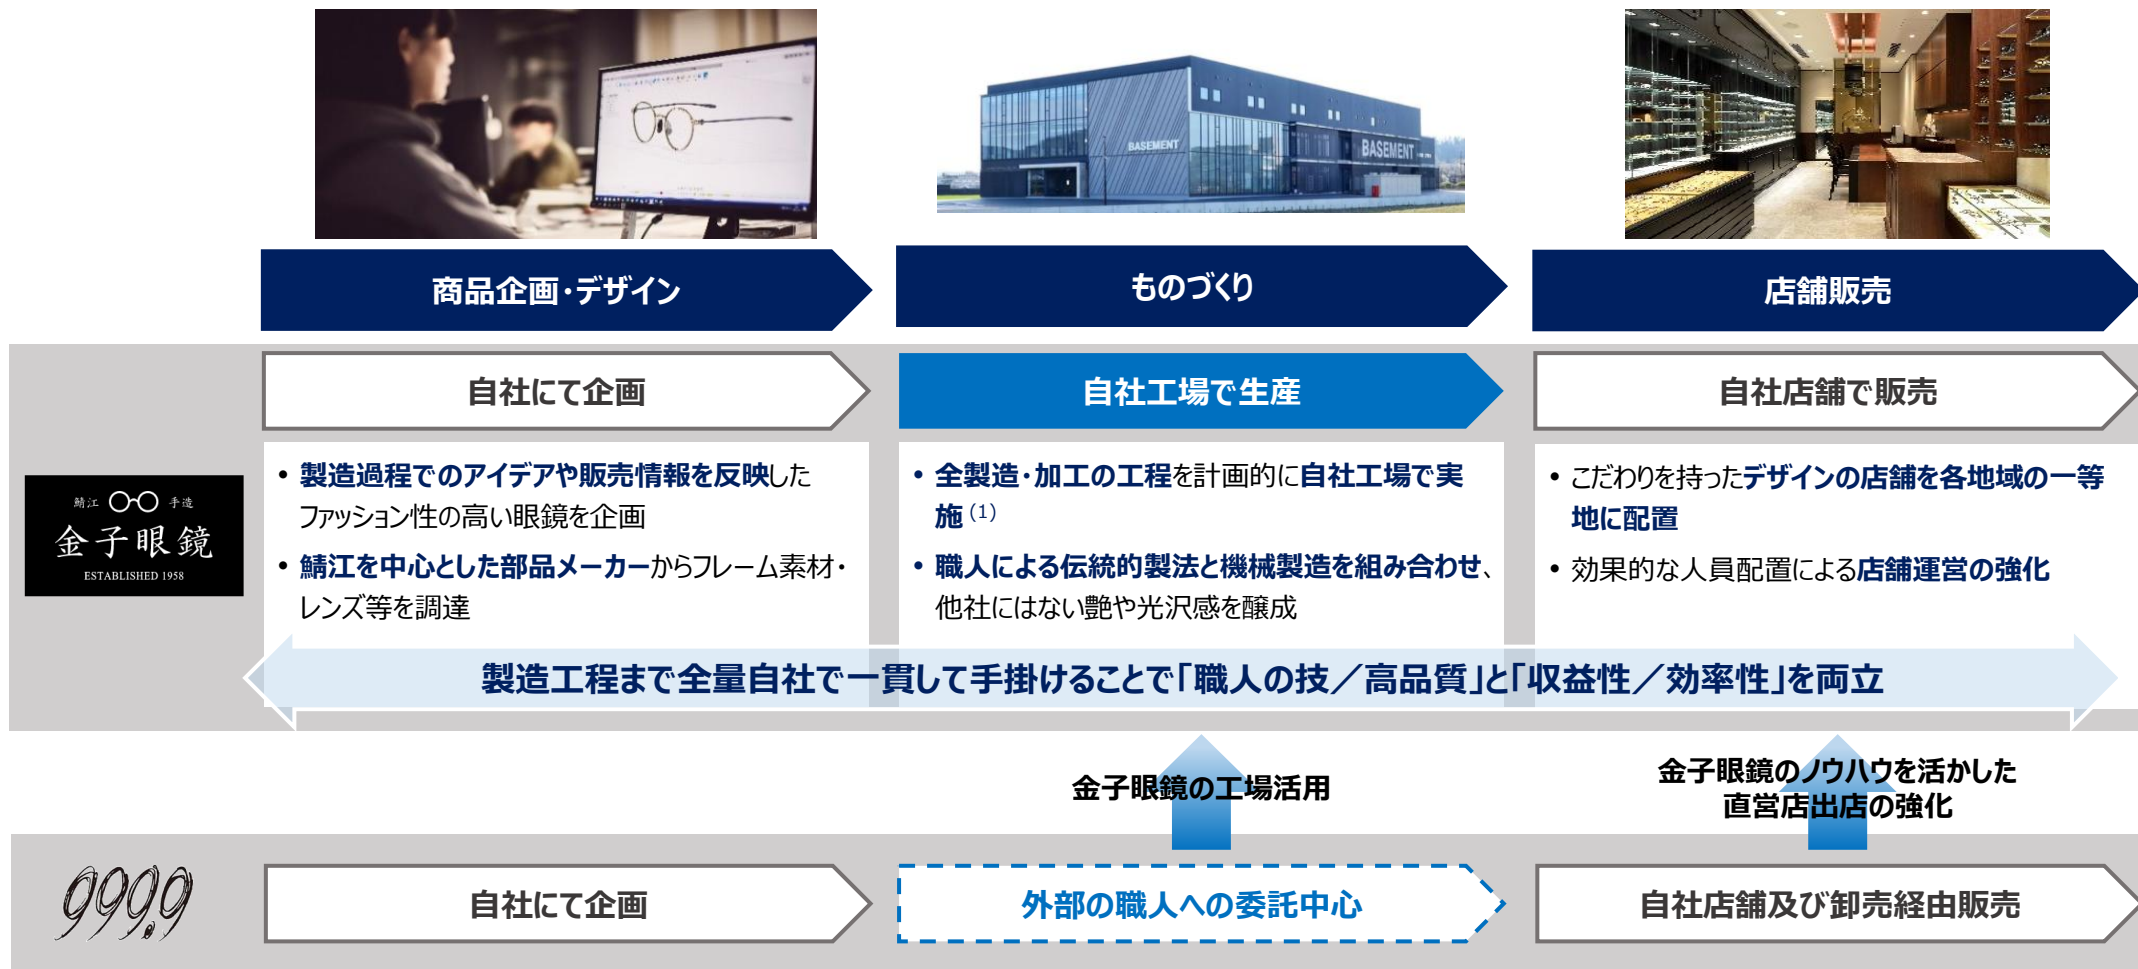 BASEMENT
BASEMENT
商品企画・デザイン
ものづくり
店舗販売
自社にて企画
自社工場で生産
自社店舗で販売
鯖江 手造
金子眼鏡
ESTABLISHED 1958
• 製造過程でのアイデアや販売情報を反映した
ファッション性の高い眼鏡を企画
• 鯖江を中心とした部品メーカーからフレーム素材・
レンズ等を調達
• 全製造・加工の工程を計画的に自社工場で実
施(1)
• 職人による伝統的製法と機械製造を組み合わせ、
他社にはない艶や光沢感を醸成
• こだわりを持ったデザインの店舗を各地域の一等
地に配置
• 効果的な人員配置による店舗運営の強化
製造工程まで全量自社で一貫して手掛けることで「職人の技／高品質」と「収益性／効率性」を両立
金子眼鏡の工場活用
金子眼鏡のノウハウを活かした
直営店出店の強化
999.9
自社にて企画
外部の職人への委託中心
自社店舗及び卸売経由販売